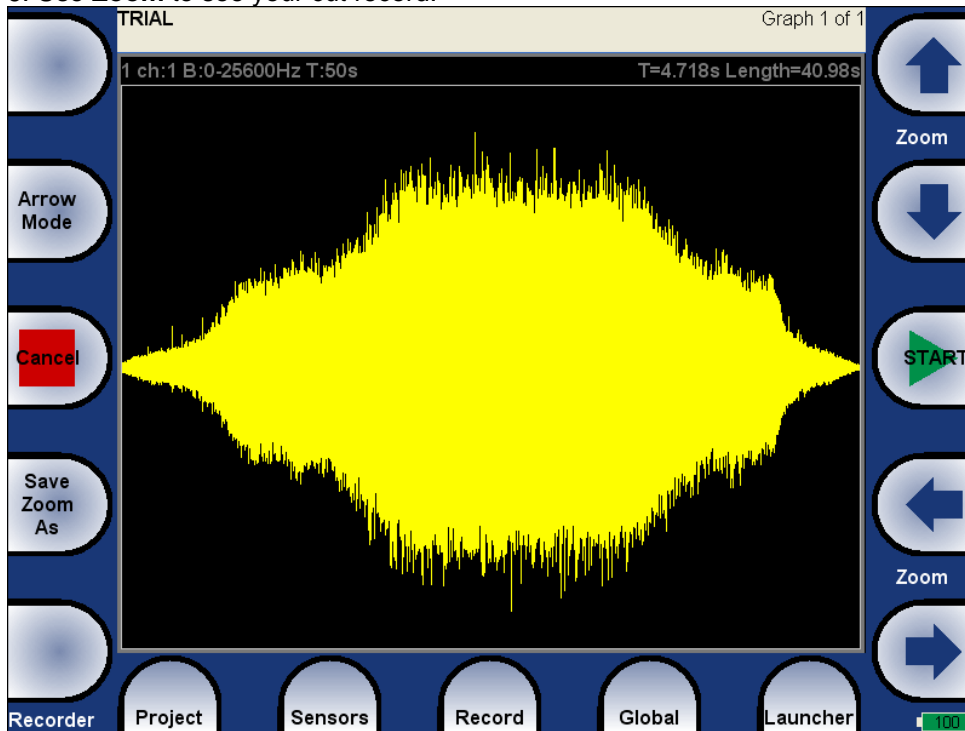 TRIAL
Graph 1 of 1
1 ch:1 B:0-25600Hz T:50s
T=4.718s Length=40.98s
Zoom
Arrow
Mode
Cancel
START
Save
Zoom
As
Zoom
Recorder
Project
Sensors
Record
Global
Launcher
100